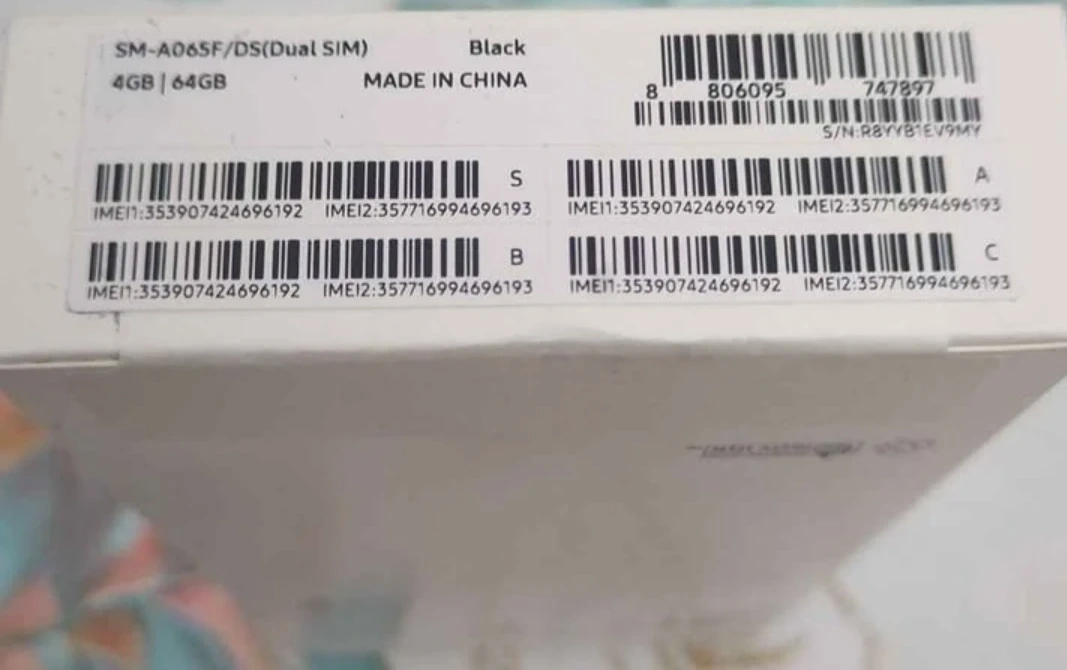 SM-A065F/DS(Dual SIM) Black
4GB | 64GB MADE IN CHINA
8 806095 747897
S/N:R8YYB1EV9MY
S
IMEI1:353907424696192 IMEI2:357716994696193
A
IMEI1:353907424696192 IMEI2:357716994696193
B
IMEI1:353907424696192 IMEI2:357716994696193
C
IMEI1:353907424696192 IMEI2:357716994696193